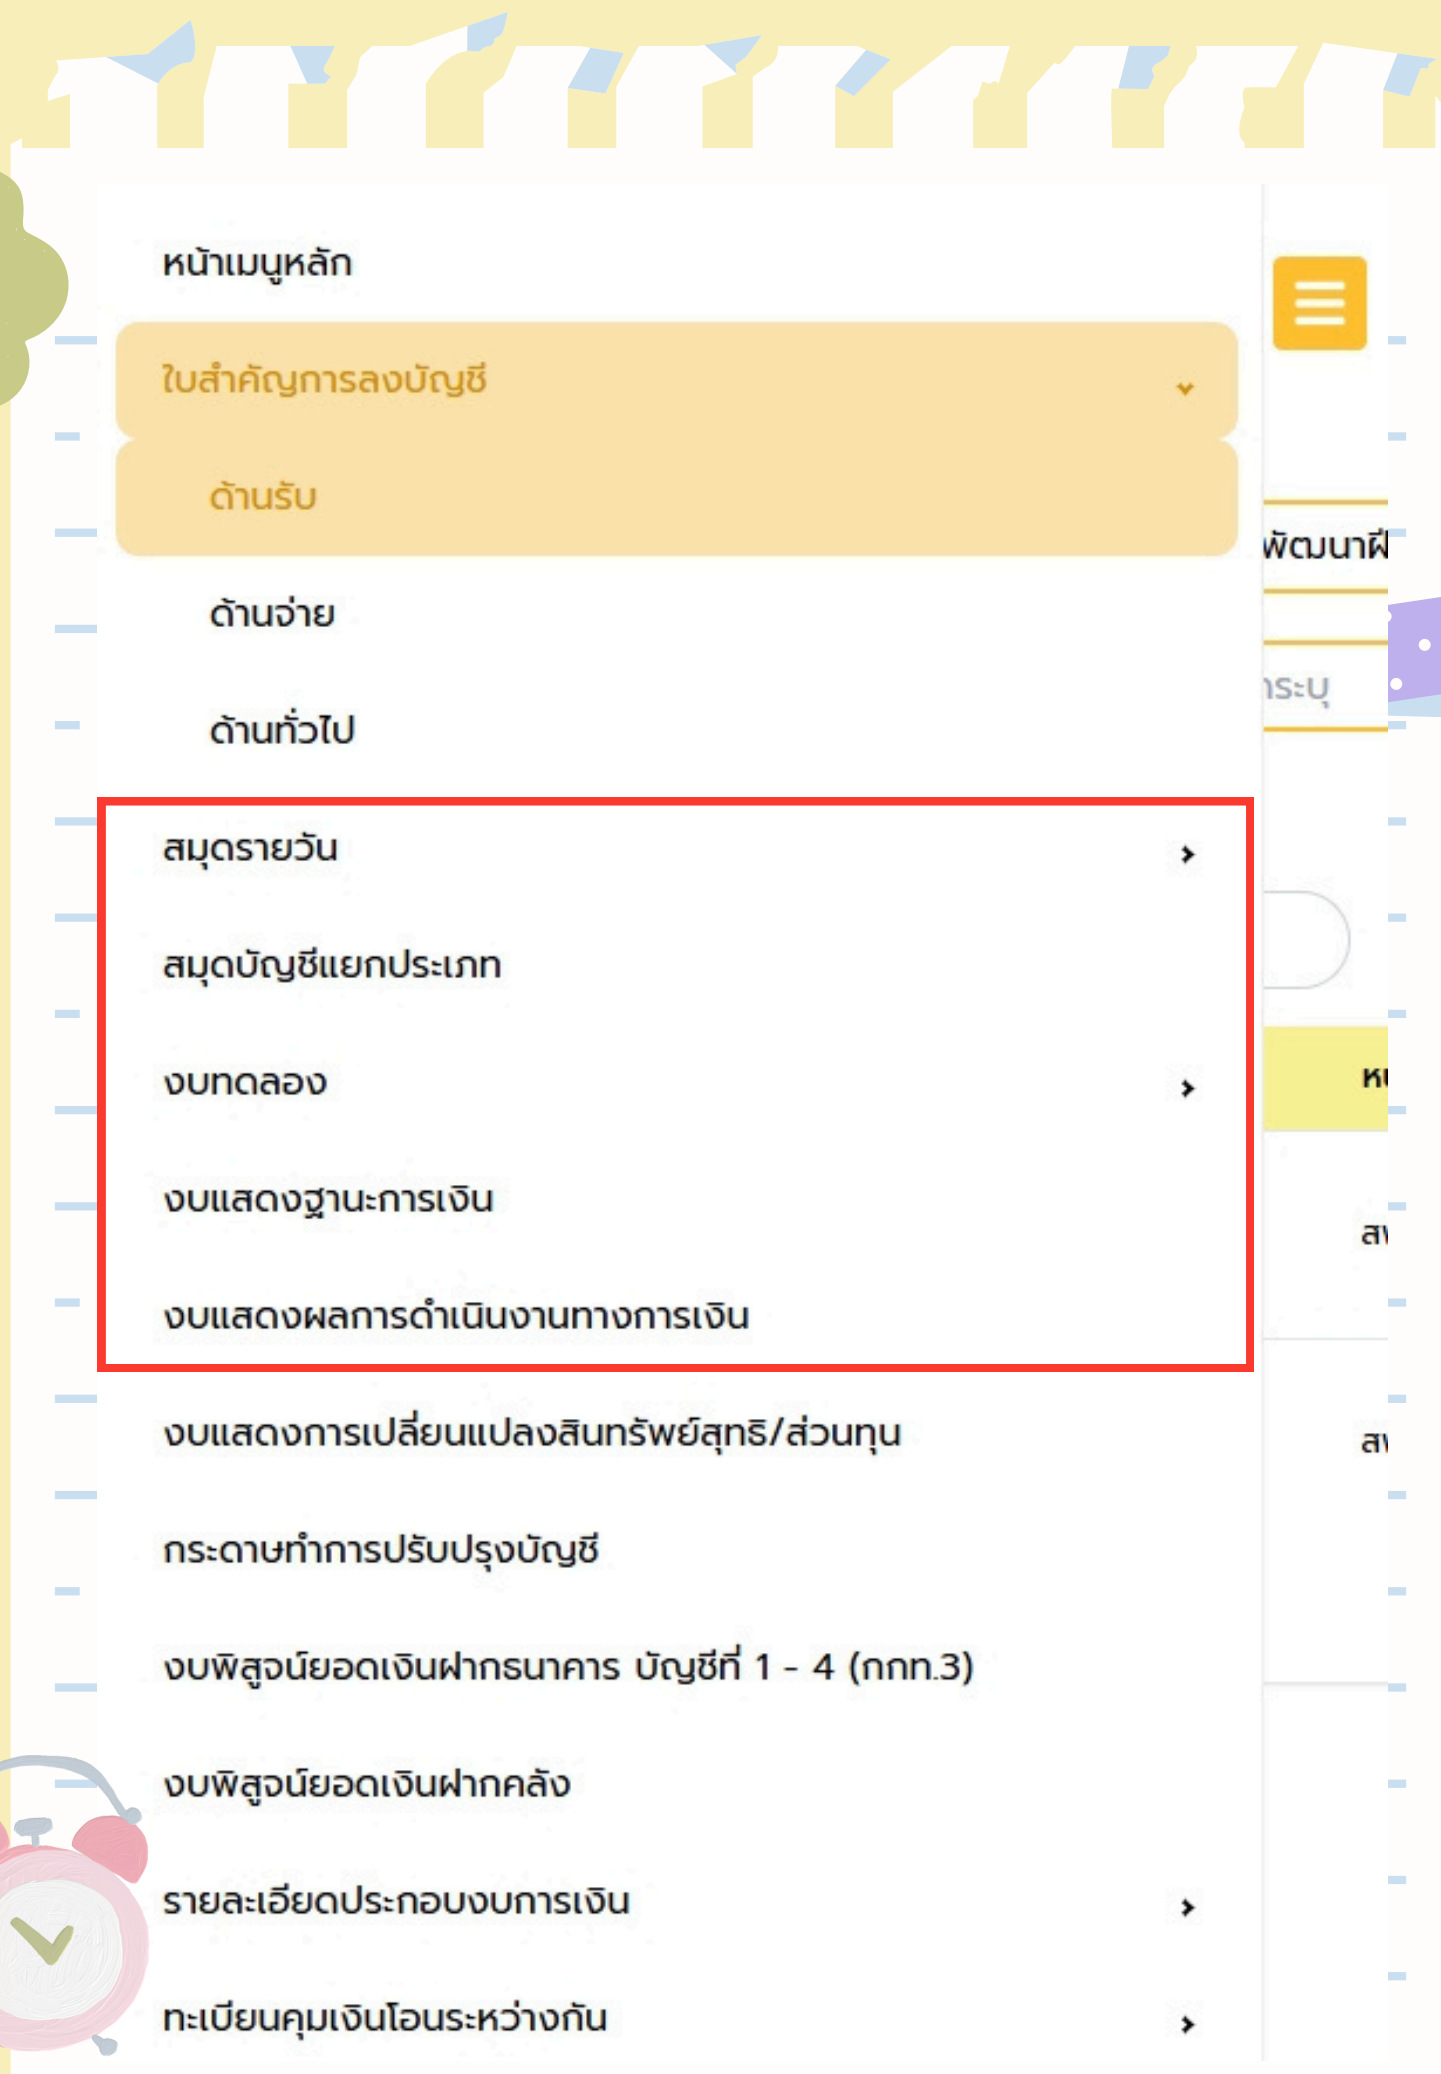 หน้าเมนูหลัก
ใบสำคัญการลงบัญชี
ด้านรับ
ด้านจ่าย
ด้านทั่วไป
สมุดรายวัน
สมุดบัญชีแยกประเภท
งบทดลอง
งบแสดงฐานะการเงิน
งบแสดงผลการดำเนินงานทางการเงิน
งบแสดงการเปลี่ยนแปลงสินทรัพย์สุทธิ/ส่วนทุน
กระดาษทำการปรับปรุงบัญชี
งบพิสูจน์ยอดเงินฝากธนาคาร บัญชีที่ 1 - 4 (กกท.3)
งบพิสูจน์ยอดเงินฝากคลัง
รายละเอียดประกอบงบการเงิน
ทะเบียนคุมเงินโอนระหว่างกัน
พัฒนาฝี
ระบุ